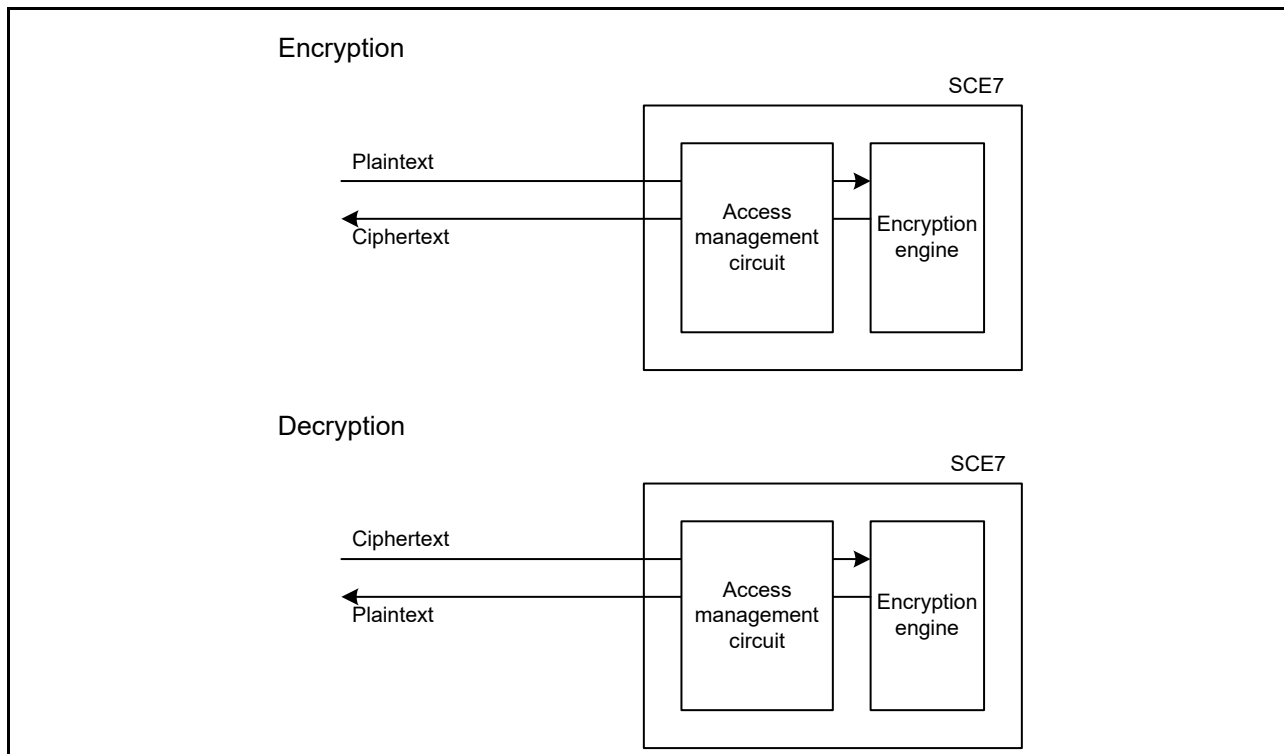 Encryption
SCE7
Plaintext
Ciphertext
Access
management
circuit
Encryption
engine
Decryption
SCE7
Ciphertext
Plaintext
Access
management
circuit
Encryption
engine